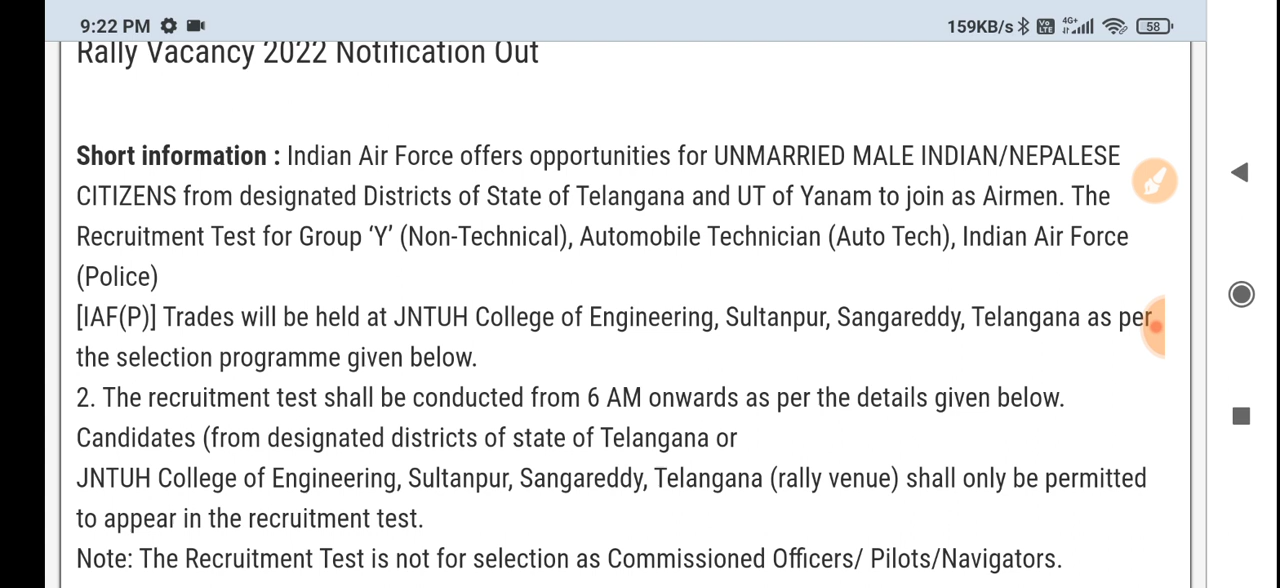 9:22 PM 159KB/s Vo LTE 4G+ 58
Rally Vacancy 2022 Notification Out
Short information : Indian Air Force offers opportunities for UNMARRIED MALE INDIAN/NEPALESE
CITIZENS from designated Districts of State of Telangana and UT of Yanam to join as Airmen. The
Recruitment Test for Group ‘Y’ (Non-Technical), Automobile Technician (Auto Tech), Indian Air Force
(Police)
[IAF(P)] Trades will be held at JNTUH College of Engineering, Sultanpur, Sangareddy, Telangana as per
the selection programme given below.
2. The recruitment test shall be conducted from 6 AM onwards as per the details given below.
Candidates (from designated districts of state of Telangana or
JNTUH College of Engineering, Sultanpur, Sangareddy, Telangana (rally venue) shall only be permitted
to appear in the recruitment test.
Note: The Recruitment Test is not for selection as Commissioned Officers/ Pilots/Navigators.